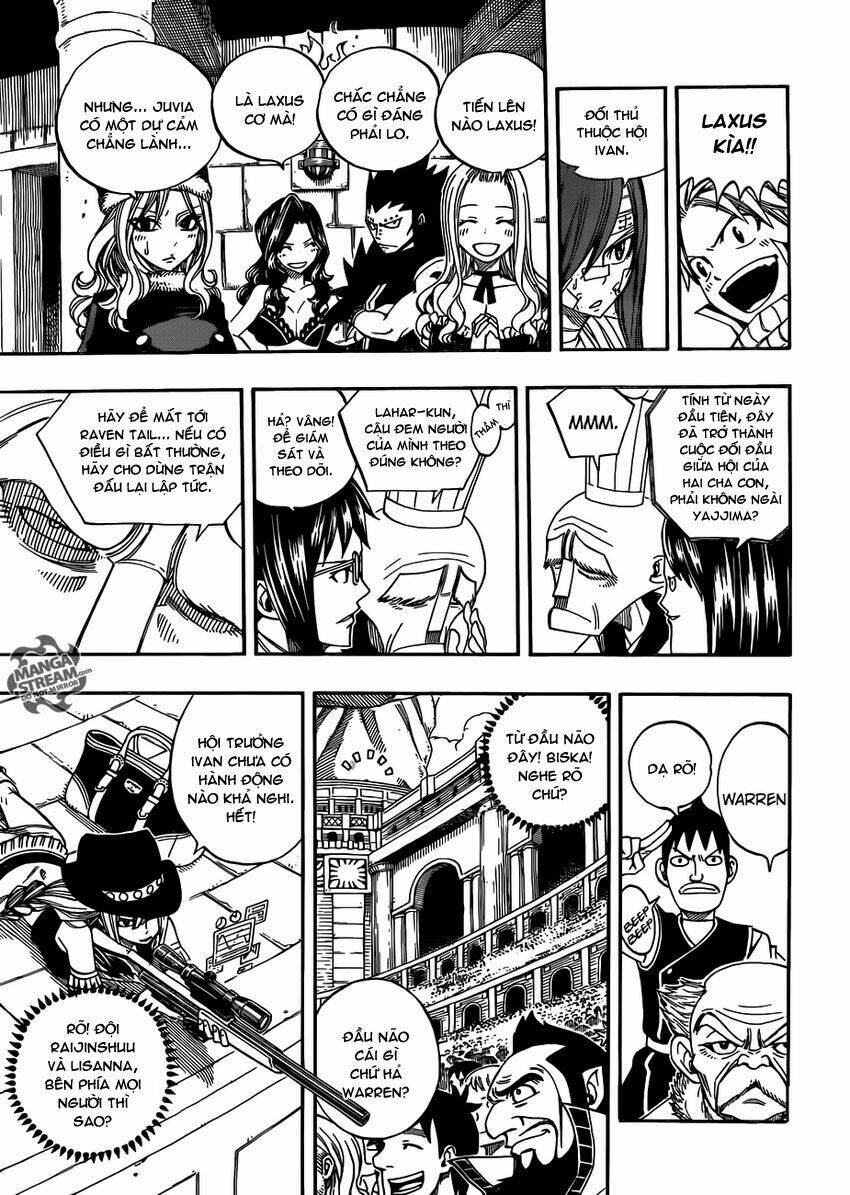 LAXUS
KÌA!!
ĐỐI THỦ
THUỘC HỘI
IVAN.
TIẾN LÊN
NÀO LAXUS!
CHẮC CHẲNG
CÓ GÌ ĐÁNG
PHẢI LO.
LÀ LAXUS
CƠ MÀ!
NHƯNG... JUVIA
CÓ MỘT DỰ CẢM
CHẲNG LÀNH...
TÍNH TỪ NGÀY
ĐẦU TIÊN, ĐÂY
ĐÃ TRỞ THÀNH
CUỘC ĐỐI ĐẦU
GIỮA HỘI CỦA
HAI CHA CON,
PHẢI KHÔNG NGÀI
YAJJIMA?
MMM.
THẦM THÌ
LAHAR-KUN,
CẬU ĐEM NGƯỜI
CỦA MÌNH THEO
ĐÚNG KHÔNG?
HẢ? VÂNG!
ĐỂ GIÁM
SÁT VÀ
THEO DÕI.
HÃY ĐỂ MẮT TỚI
RAVEN TAIL... NẾU CÓ
ĐIỀU GÌ BẤT THƯỜNG,
HÃY CHO DỪNG TRẬN
ĐẤU LẠI LẬP TỨC.
MANGA
STREAM.com
DO NOT MIRROR
WARREN
DẠ RÕ!
BEEP
BEEP
TỪ ĐẦU NÃO
ĐÂY! BISKA!
NGHE RÕ
CHỨ?
ĐẦU NÃO
CÁI GÌ
CHỨ HẢ
WARREN?
HỘI TRƯỞNG
IVAN CHƯA CÓ
HÀNH ĐỘNG
NÀO KHẢ NGHI.
HẾT!
RÕ! ĐỘI
RAIJINSHUU
VÀ LISANNA,
BÊN PHÍA MỌI
NGƯỜI THÌ
SAO?